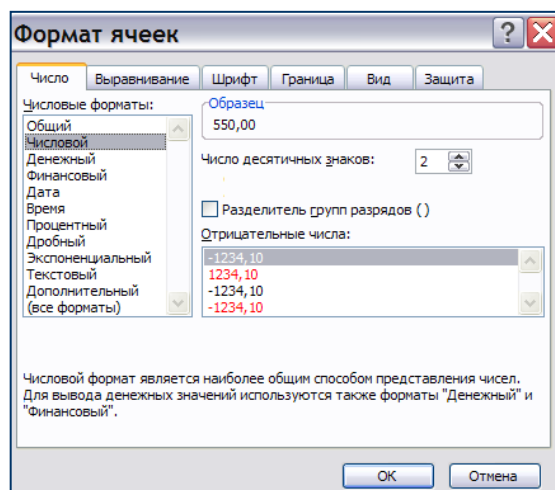 Формат ячеек
Число Выравнивание Шрифт Граница Вид Защита
Числовые форматы:
Общий
Числовой
Денежный
Финансовый
Дата
Время
Процентный
Дробный
Экспоненциальный
Текстовый
Дополнительный
(все форматы)
Образец
550,00
Число десятичных знаков: 2
Разделитель групп разрядов ( )
Отрицательные числа:
-1234,10
1234,10
-1234,10
-1234,10
Числовой формат является наиболее общим способом представления чисел.
Для вывода денежных значений используются также форматы "Денежный" и
"Финансовый".
ОК Отмена